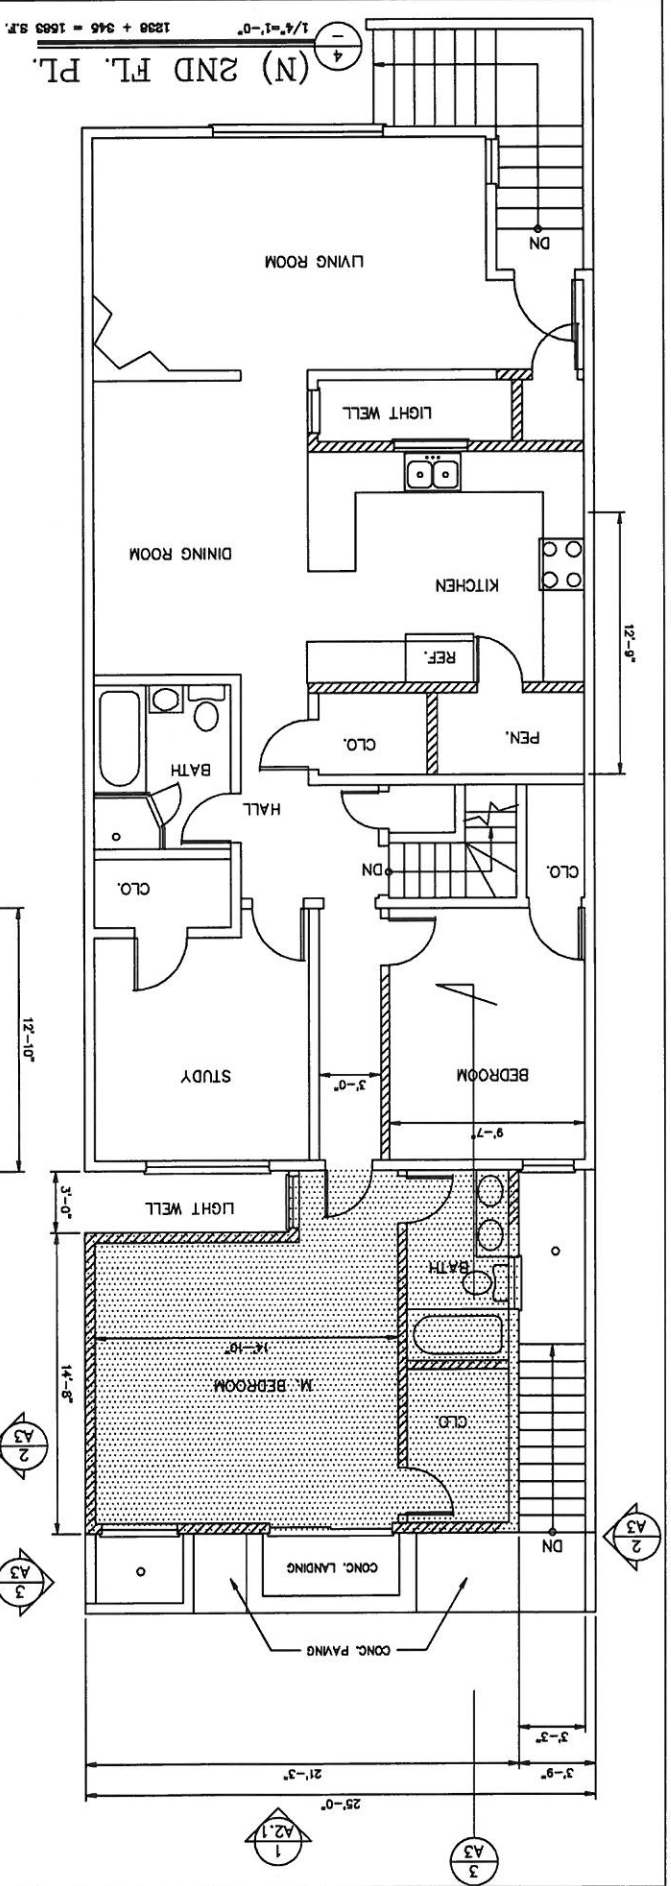 3
A3
1
A2.1
25'-0"
3'-9"
21'-3"
3'-3"
CONC. PAVING
3
A3
CONC. LANDING
DN
2
A3
2
A3
CLO.
M. BEDROOM
14'-8"
14'-10"
BATH
LIGHT WELL
3'-0"
9'-7"
BEDROOM
3'-0"
STUDY
12'-10"
CLO.
DN
CLO.
HALL
BATH
PEN.
CLO.
REF.
12'-9"
KITCHEN
DINING ROOM
LIGHT WELL
LIVING ROOM
DN
4
-
(N) 2ND FL. PL.
1/4"=1'-0"
1238 + 345 = 1583 S.F.